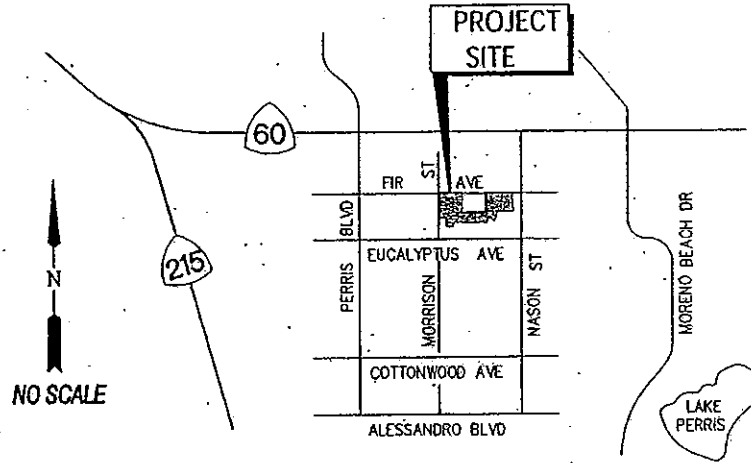 PROJECT
SITE
60
FIR AVE
MORRISON ST
PERRIS BLVD
EUCALYPTUS AVE
215
N
NO SCALE
NASON ST
MORENO BEACH DR
COTTONWOOD AVE
LAKE
PERRIS
ALESSANDRO BLVD